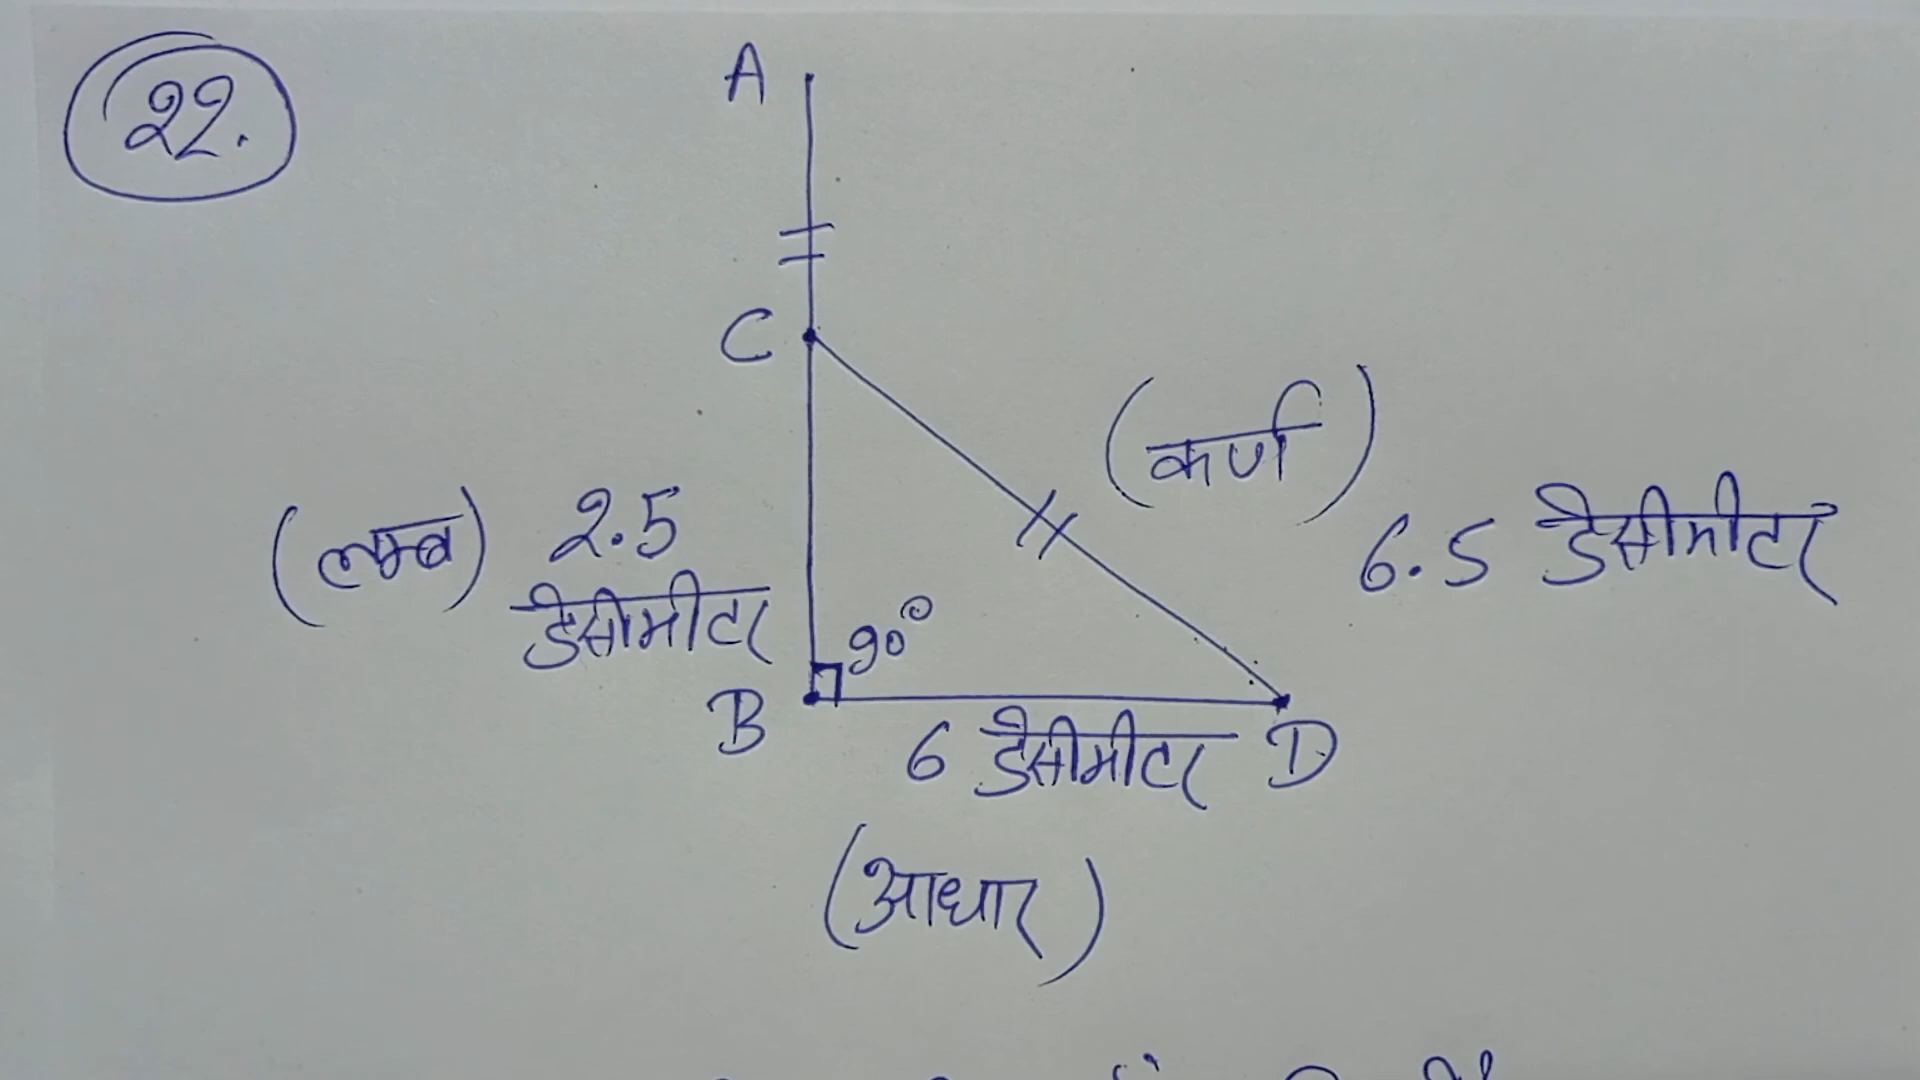 22.
A
C
(कर्ण)
(लम्ब) 2.5
डेसीमीटर
6.5 डेसीमीटर
90°
B
6 डेसीमीटर
D
(आधार)